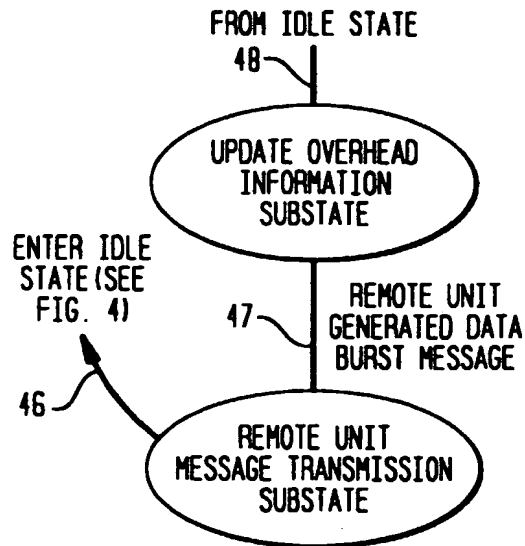 FROM IDLE STATE
48
UPDATE OVERHEAD
INFORMATION
SUBSTATE
ENTER IDLE
STATE (SEE
FIG. 4)
47
REMOTE UNIT
GENERATED DATA
BURST MESSAGE
46
REMOTE UNIT
MESSAGE TRANSMISSION
SUBSTATE